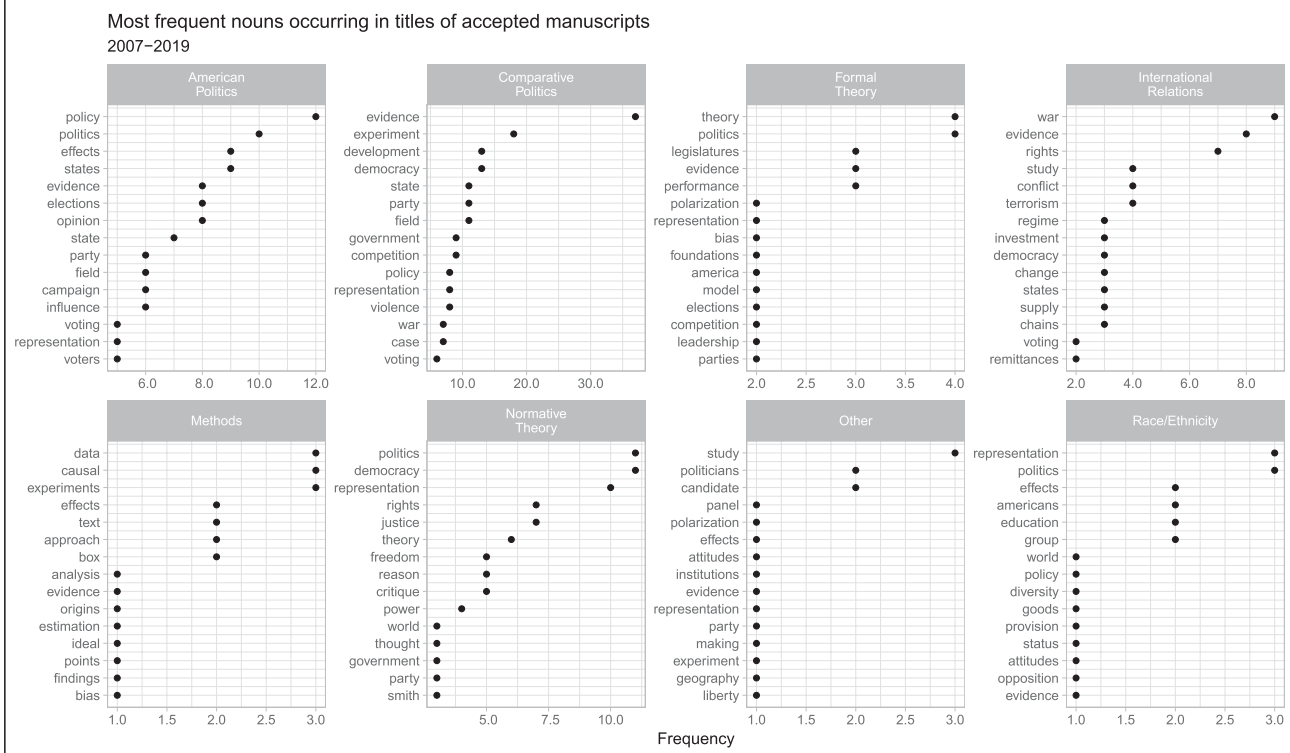 Most frequent nouns occurring in titles of accepted manuscripts
2007−2019
American
Politics
policy
politics
effects
states
evidence
elections
opinion
state
party
field
campaign
influence
voting
representation
voters
6.0 8.0 10.0 12.0
Comparative
Politics
evidence
experiment
development
democracy
state
party
field
government
competition
policy
representation
violence
war
case
voting
10.0 20.0 30.0
Formal
Theory
theory
politics
legislatures
evidence
performance
polarization
representation
bias
foundations
america
model
elections
competition
leadership
parties
2.0 2.5 3.0 3.5 4.0
International
Relations
war
evidence
rights
study
conflict
terrorism
regime
investment
democracy
change
states
supply
chains
voting
remittances
2.0 4.0 6.0 8.0
Methods
data
causal
experiments
effects
text
approach
box
analysis
evidence
origins
estimation
ideal
points
findings
bias
1.0 1.5 2.0 2.5 3.0
Normative
Theory
politics
democracy
representation
rights
justice
theory
freedom
reason
critique
power
world
thought
government
party
smith
5.0 7.5 10.0
Other
study
politicians
candidate
panel
polarization
effects
attitudes
institutions
evidence
representation
party
making
experiment
geography
liberty
1.0 1.5 2.0 2.5 3.0
Race/Ethnicity
representation
politics
effects
americans
education
group
world
policy
diversity
goods
provision
status
attitudes
opposition
evidence
1.0 1.5 2.0 2.5 3.0
Frequency